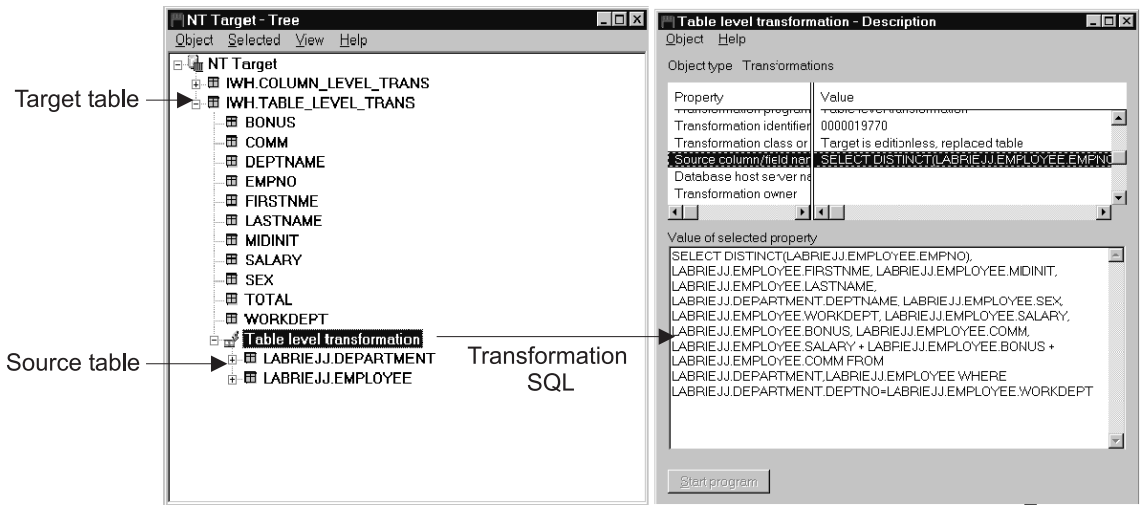 NT Target - Tree
Object Selected View Help
NT Target
IWH.COLUMN_LEVEL_TRANS
Target table
IWH.TABLE_LEVEL_TRANS
BONUS
COMM
DEPTNAME
EMPNO
FIRSTNME
LASTNAME
MIDINIT
SALARY
SEX
TOTAL
WORKDEPT
Table level transformation
Source table
LABRIEJJ.DEPARTMENT
LABRIEJJ.EMPLOYEE
Transformation
SQL
Table level transformation - Description
Object Help
Object type Transformations
Property Value
Transformation program Table level transformation
Transformation identifier 0000019770
Transformation class or Target is editionless, replaced table
Source column/field nar SELECT DISTINCT(LABRIEJJ.EMPLOYEE.EMPNO
Database host server na
Transformation owner
Value of selected property
SELECT DISTINCT(LABRIEJJ.EMPLOYEE.EMPNO),
LABRIEJJ.EMPLOYEE.FIRSTNME, LABRIEJJ.EMPLOYEE.MIDINIT,
LABRIEJJ.EMPLOYEE.LASTNAME,
LABRIEJJ.DEPARTMENT.DEPTNAME, LABRIEJJ.EMPLOYEE.SEX,
LABRIEJJ.EMPLOYEE.WORKDEPT, LABRIEJJ.EMPLOYEE.SALARY,
LABRIEJJ.EMPLOYEE.BONUS, LABRIEJJ.EMPLOYEE.COMM,
LABRIEJJ.EMPLOYEE.SALARY + LABRIEJJ.EMPLOYEE.BONUS +
LABRIEJJ.EMPLOYEE.COMM FROM
LABRIEJJ.DEPARTMENT,LABRIEJJ.EMPLOYEE WHERE
LABRIEJJ.DEPARTMENT.DEPTNO=LABRIEJJ.EMPLOYEE.WORKDEPT
Start program